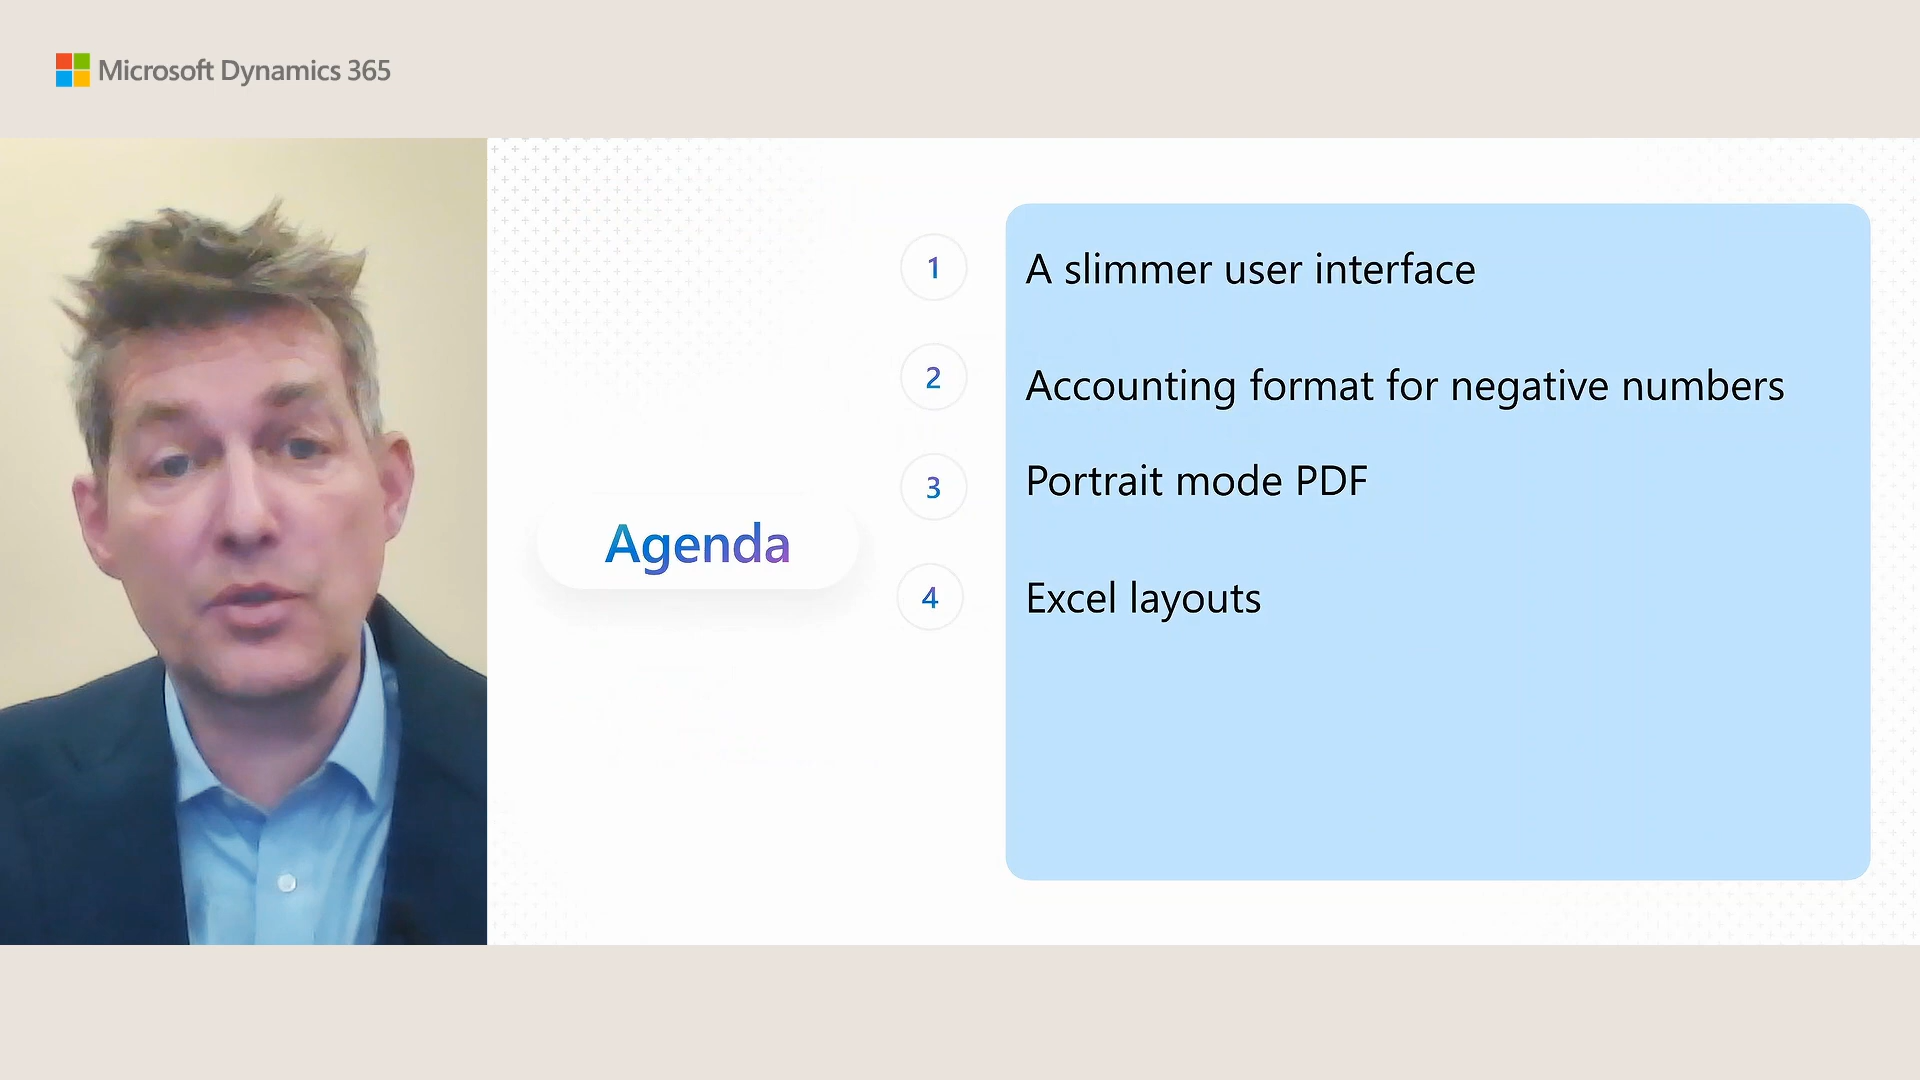 Microsoft Dynamics 365
Agenda
1 A slimmer user interface
2 Accounting format for negative numbers
3 Portrait mode PDF
4 Excel layouts